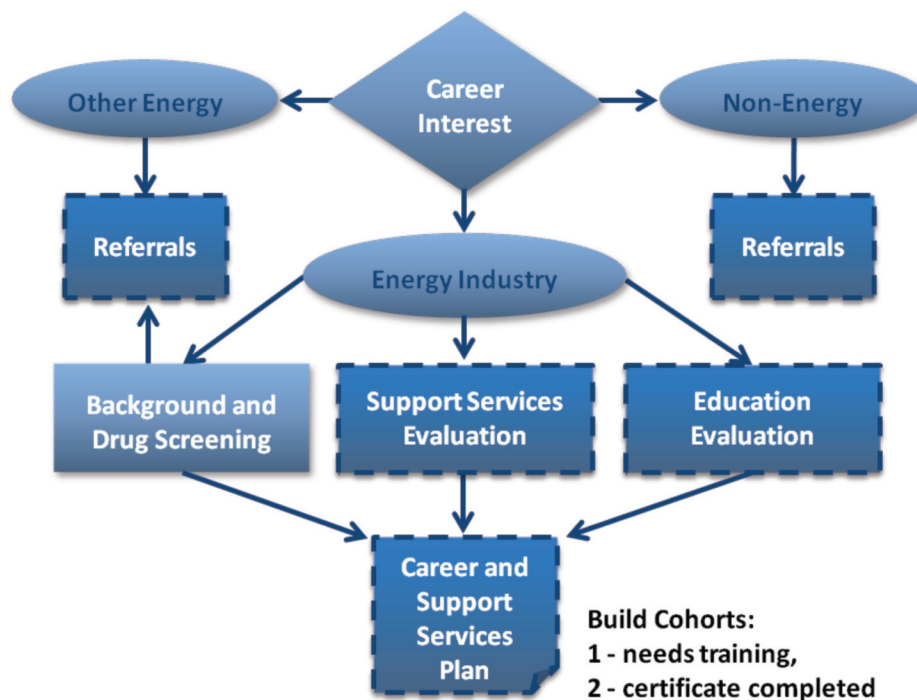 Career
Interest
Other Energy
Non-Energy
Referrals
Referrals
Energy Industry
Background and
Drug Screening
Support Services
Evaluation
Education
Evaluation
Career and
Support
Services
Plan
Build Cohorts:
1 - needs training,
2 - certificate completed